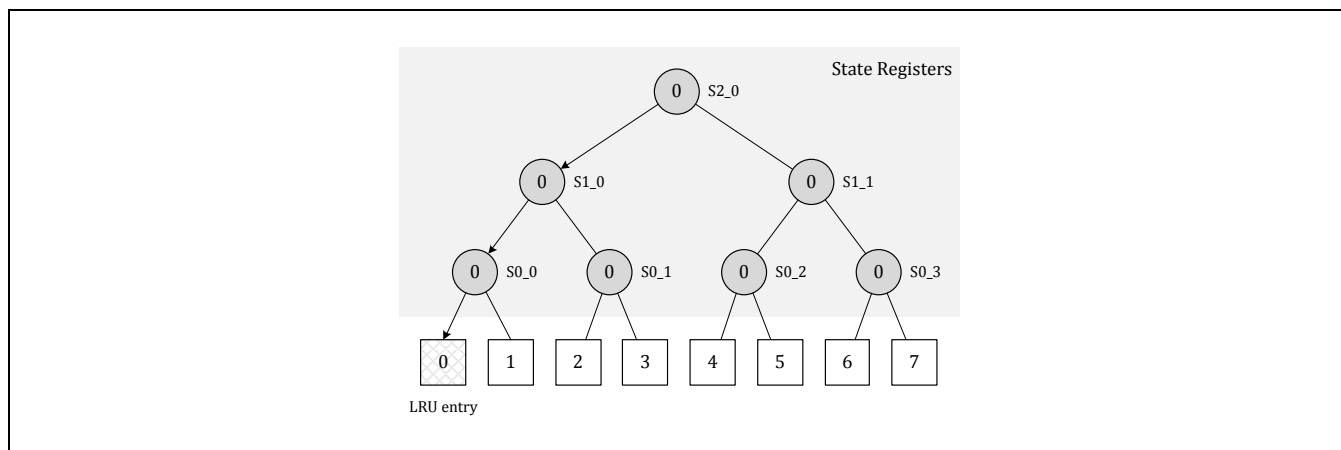 State Registers
0 S2_0
0 S1_0 0 S1_1
0 S0_0 0 S0_1 0 S0_2 0 S0_3
0 1 2 3 4 5 6 7
LRU entry